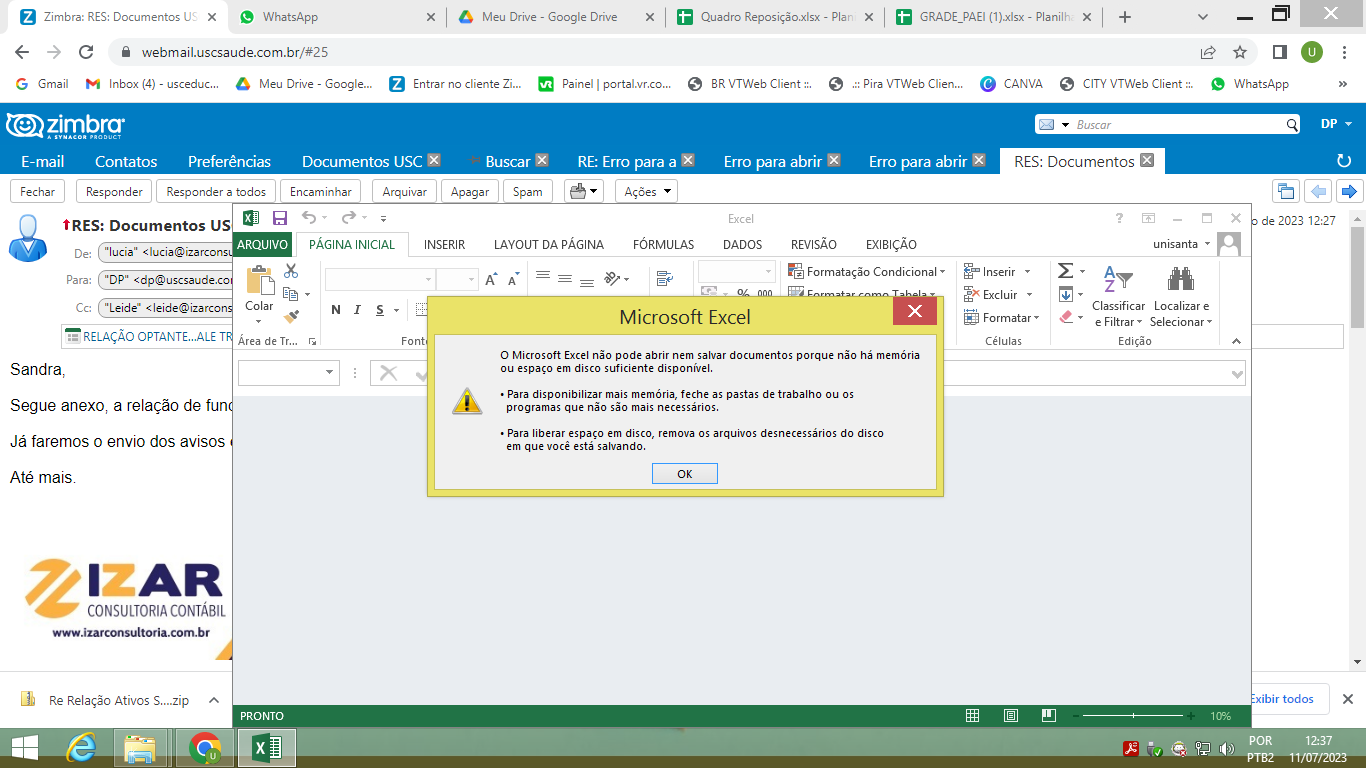 Zimbra: RES: Documentos US
WhatsApp
Meu Drive - Google Drive
Quadro Reposição.xlsx - Plani
GRADE_PAEI (1).xlsx - Planilha
webmail.uscsaude.com.br/#25
U
Gmail
Inbox (4) - usceduc...
Meu Drive - Google...
Entrar no cliente Zi...
Painel | portal.vr.co...
BR VTWeb Client ::.
.:: Pira VTWeb Clien...
CANVA
CITY VTWeb Client ::.
WhatsApp
zimbra
A SYNACOR PRODUCT
Buscar
DP
E-mail
Contatos
Preferências
Documentos USC
Buscar
RE: Erro para a
Erro para abrir
Erro para abrir
RES: Documentos
Fechar
Responder
Responder a todos
Encaminhar
Arquivar
Apagar
Spam
Ações
RES: Documentos US
o de 2023 12:27
De: "lucia" <lucia@izarconsu
Para: "DP" <dp@uscsaude.co
Cc: "Leide" <leide@izarcons
RELAÇÃO OPTANTE...ALE TR
Sandra,
Segue anexo, a relação de fun
Já faremos o envio dos avisos
Até mais.
IZAR
CONSULTORIA CONTÁBIL
www.izarconsultoria.com.br
Excel
ARQUIVO
PÁGINA INICIAL
INSERIR
LAYOUT DA PÁGINA
FÓRMULAS
DADOS
REVISÃO
EXIBIÇÃO
unisanta
Colar
Área de Tr...
N I S
Fonte
% 000
Formatação Condicional
Formatar como Tabela
Inserir
Excluir
Formatar
Células
Classificar
e Filtrar
Localizar e
Selecionar
Edição
Microsoft Excel
O Microsoft Excel não pode abrir nem salvar documentos porque não há memória
ou espaço em disco suficiente disponível.
• Para disponibilizar mais memória, feche as pastas de trabalho ou os
programas que não são mais necessários.
• Para liberar espaço em disco, remova os arquivos desnecessários do disco
em que você está salvando.
OK
PRONTO
10%
Re Relação Ativos S....zip
Exibir todos
POR
PTB2
12:37
11/07/2023